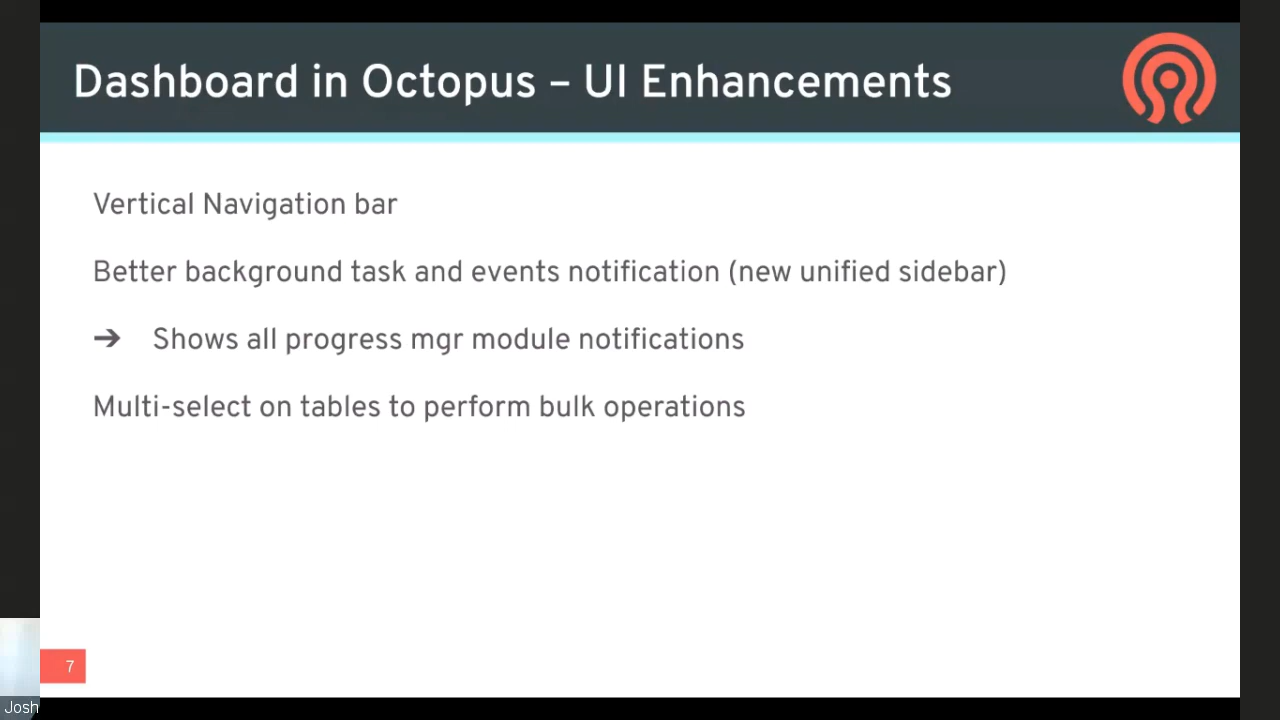 Dashboard in Octopus – UI Enhancements
Vertical Navigation bar
Better background task and events notification (new unified sidebar)
➔ Shows all progress mgr module notifications
Multi-select on tables to perform bulk operations
7
Josh